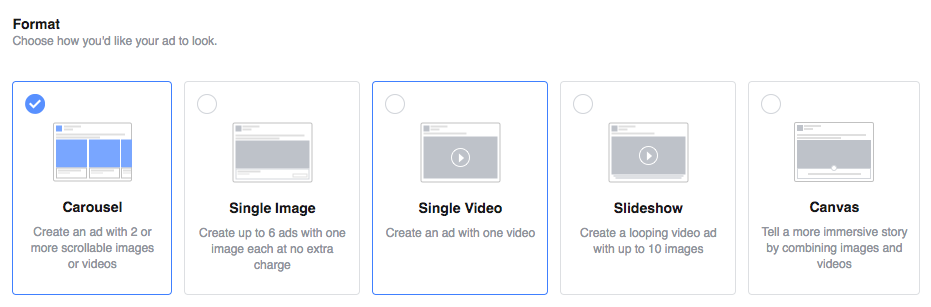 Format
Choose how you'd like your ad to look.
Carousel
Create an ad with 2 or
more scrollable images
or videos
Single Image
Create up to 6 ads with one
image each at no extra
charge
Single Video
Create an ad with one video
Slideshow
Create a looping video ad
with up to 10 images
Canvas
Tell a more immersive story
by combining images and
videos